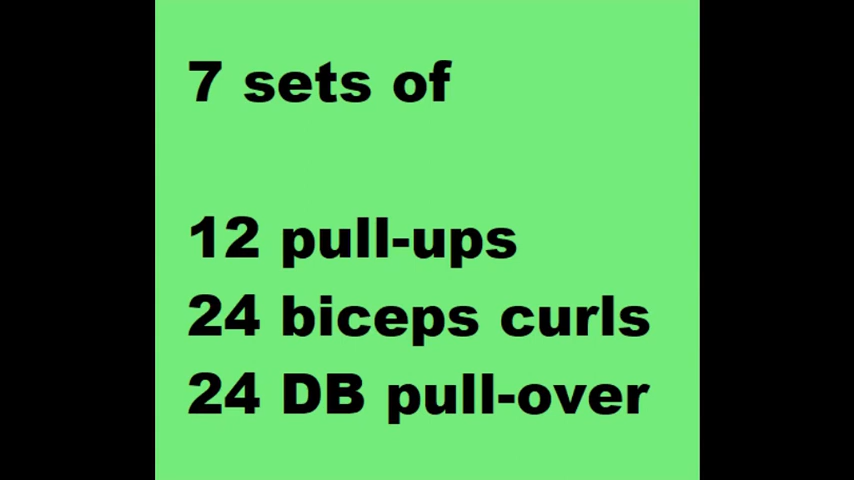 7 sets of
12 pull-ups
24 biceps curls
24 DB pull-over